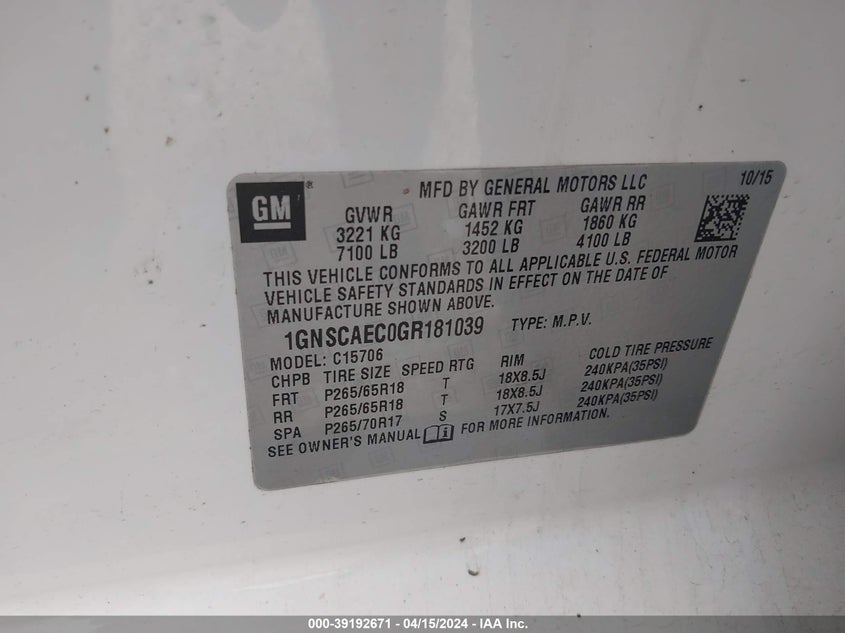 GM ®
MFD BY GENERAL MOTORS LLC 10/15
GVWR GAWR FRT GAWR RR
3221 KG 1452 KG 1860 KG
7100 LB 3200 LB 4100 LB
THIS VEHICLE CONFORMS TO ALL APPLICABLE U.S. FEDERAL MOTOR
VEHICLE SAFETY STANDARDS IN EFFECT ON THE DATE OF
MANUFACTURE SHOWN ABOVE.
1GNSCAEC0GR181039 TYPE: M.P.V.
MODEL: C15706
CHPB TIRE SIZE SPEED RTG RIM COLD TIRE PRESSURE
FRT P265/65R18 T 18X8.5J 240KPA(35PSI)
RR P265/65R18 T 18X8.5J 240KPA(35PSI)
SPA P265/70R17 S 17X7.5J 240KPA(35PSI)
SEE OWNER'S MANUAL FOR MORE INFORMATION.
000-39192671 / 04/15/2024 - IAA Inc.